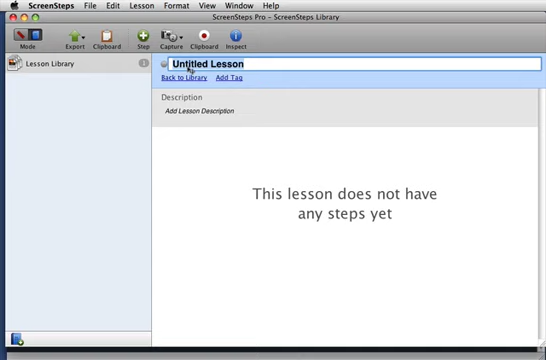 ScreenSteps File Edit Lesson Format View Window Help
ScreenSteps Pro - ScreenSteps Library
Mode Export Clipboard Step Capture Clipboard Inspect
Lesson Library 1
Untitled Lesson
Back to Library Add Tag
Description
Add Lesson Description
This lesson does not have
any steps yet